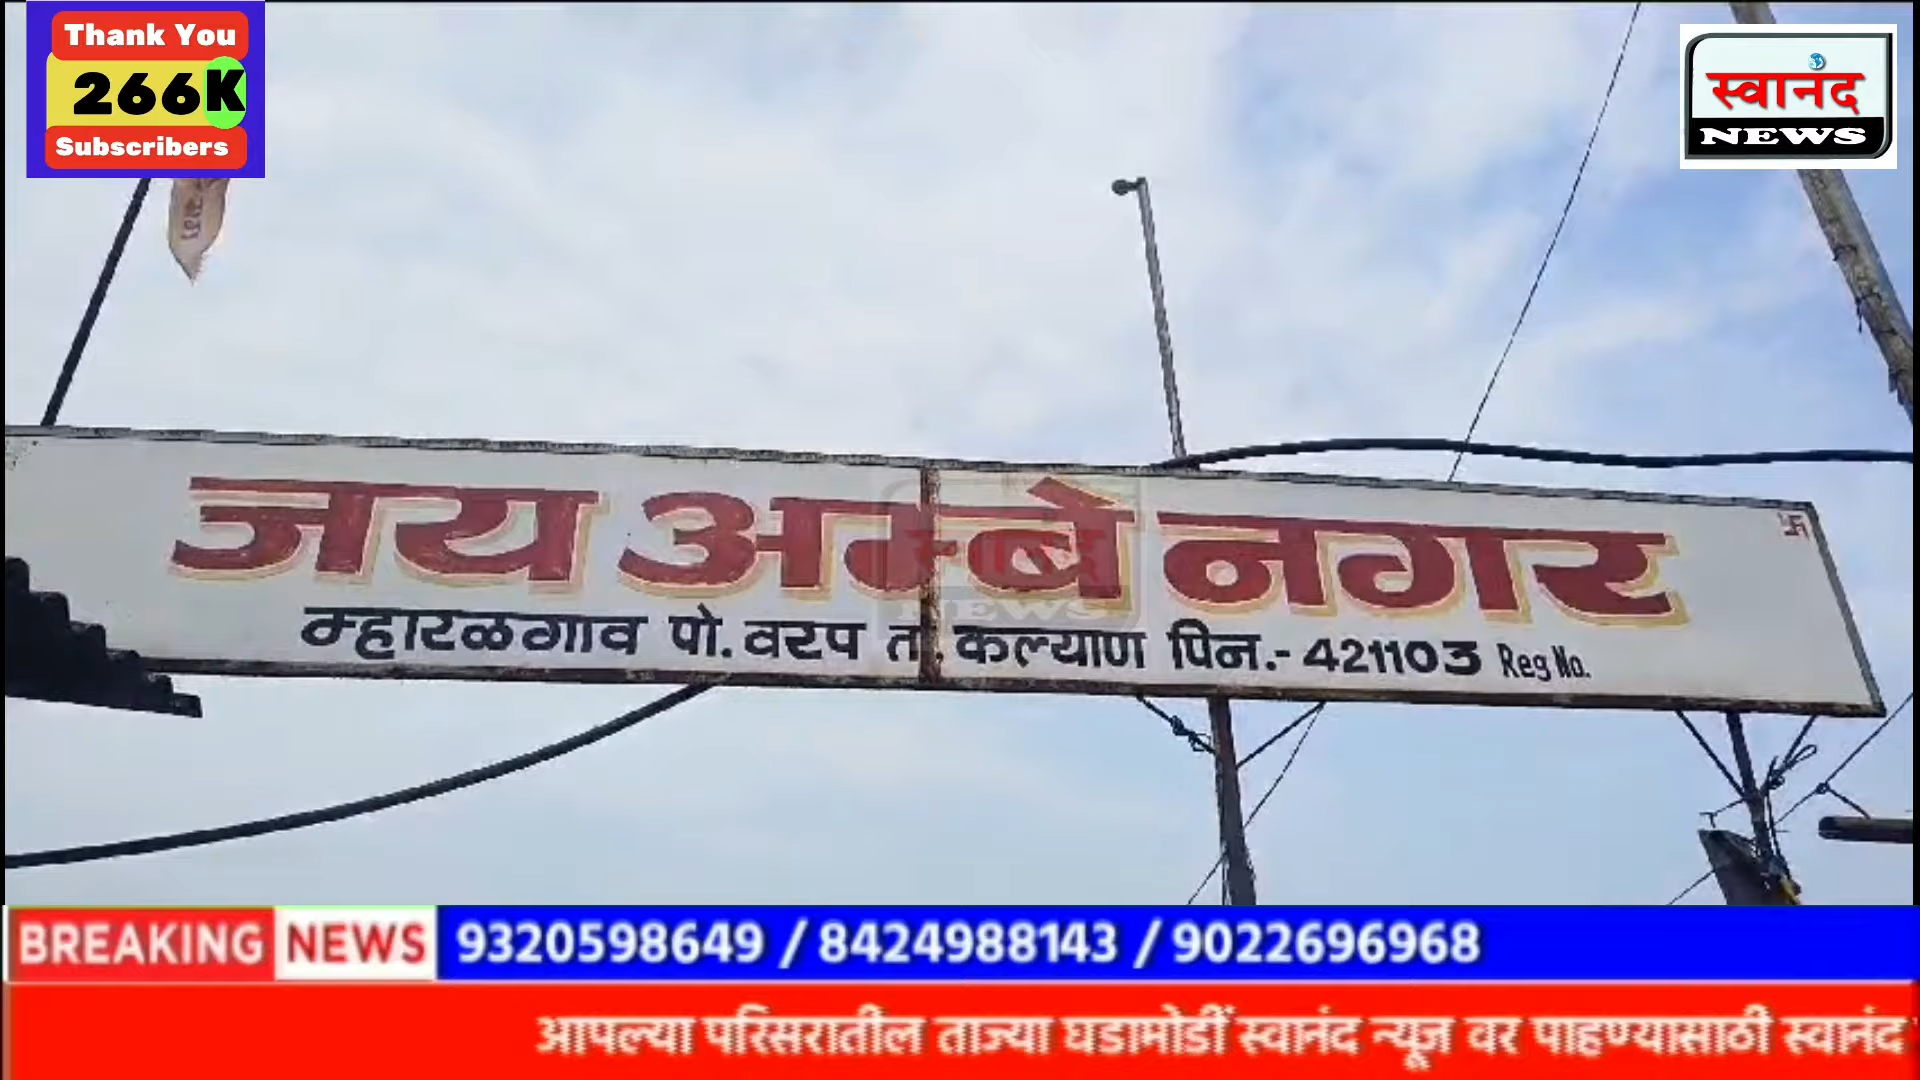 Thank You
266K
Subscribers
स्वानंद
NEWS
जय अम्बे नगर
म्हारळगाव पो. वरप ता. कल्याण पिन.- 421103 Reg No.
BREAKING NEWS 9320598649 / 8424988143 / 9022696968
आपल्या परिसरातील ताज्या घडामोडीं स्वानंद न्यूज वर पाहण्यासाठी स्वानंद